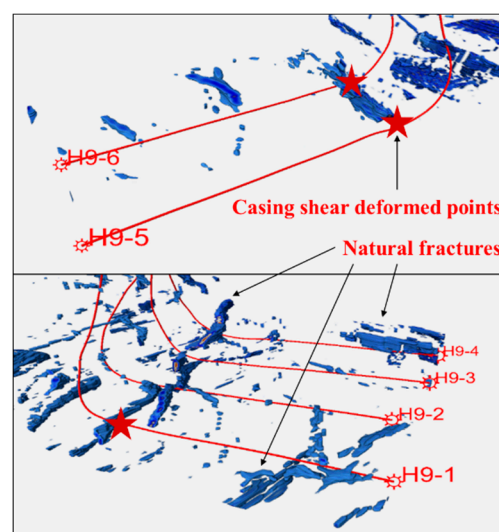 H9-6
H9-5
Casing shear deformed points
Natural fractures
H9-4
H9-3
H9-2
H9-1